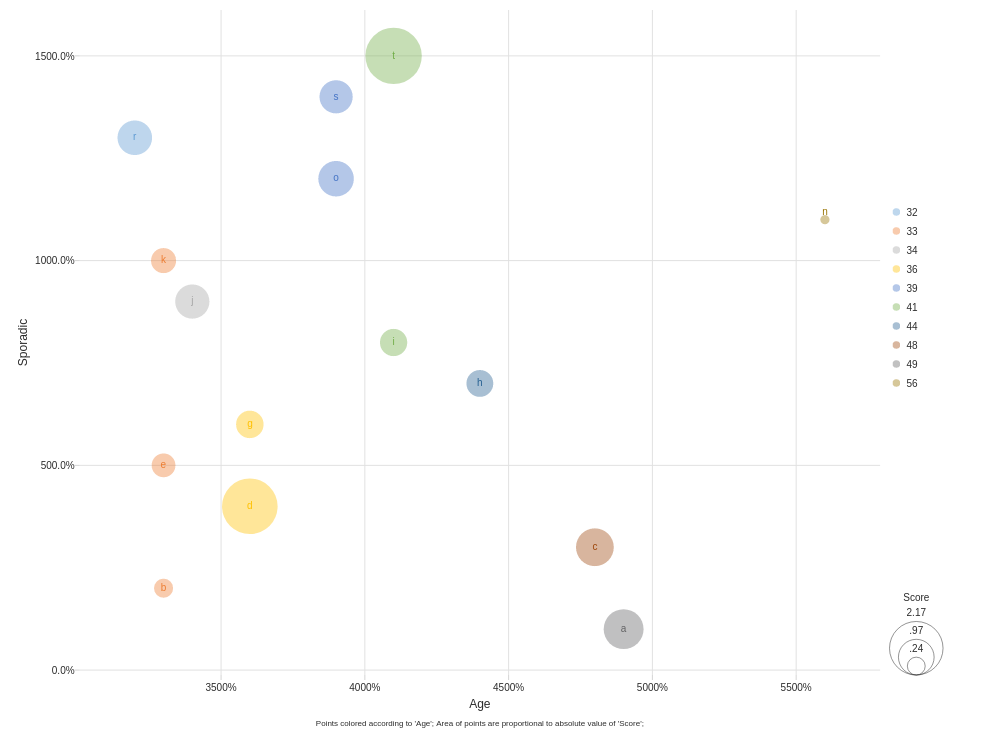 1500.0%
t
s
r
o
n
32
33
1000.0%
k
34
36
39
j
41
44
i
48
49
h
56
Sporadic
g
500.0%
e
d
c
b
Score
2.17
.97
a
.24
0.0%
3500% 4000% 4500% 5000% 5500%
Age
Points colored according to 'Age'; Area of points are proportional to absolute value of 'Score';